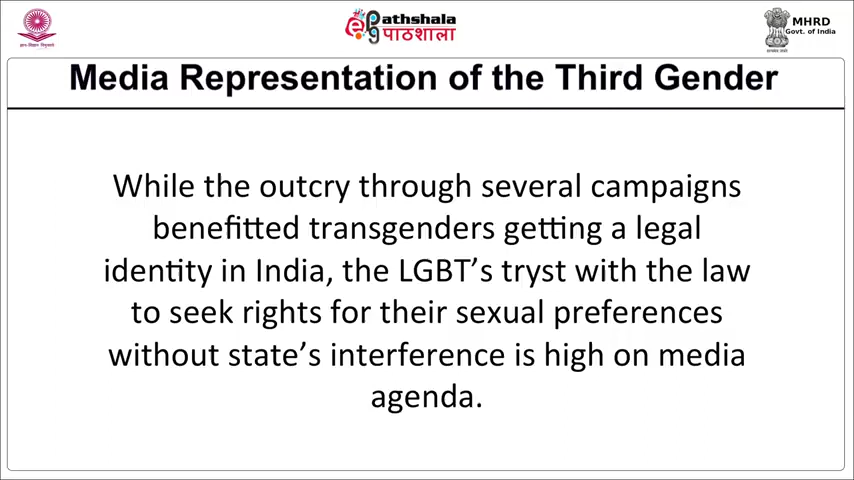 ePathshala
पाठशाला
MHRD
Govt. of India
Media Representation of the Third Gender
While the outcry through several campaigns
benefitted transgenders getting a legal
identity in India, the LGBT’s tryst with the law
to seek rights for their sexual preferences
without state’s interference is high on media
agenda.